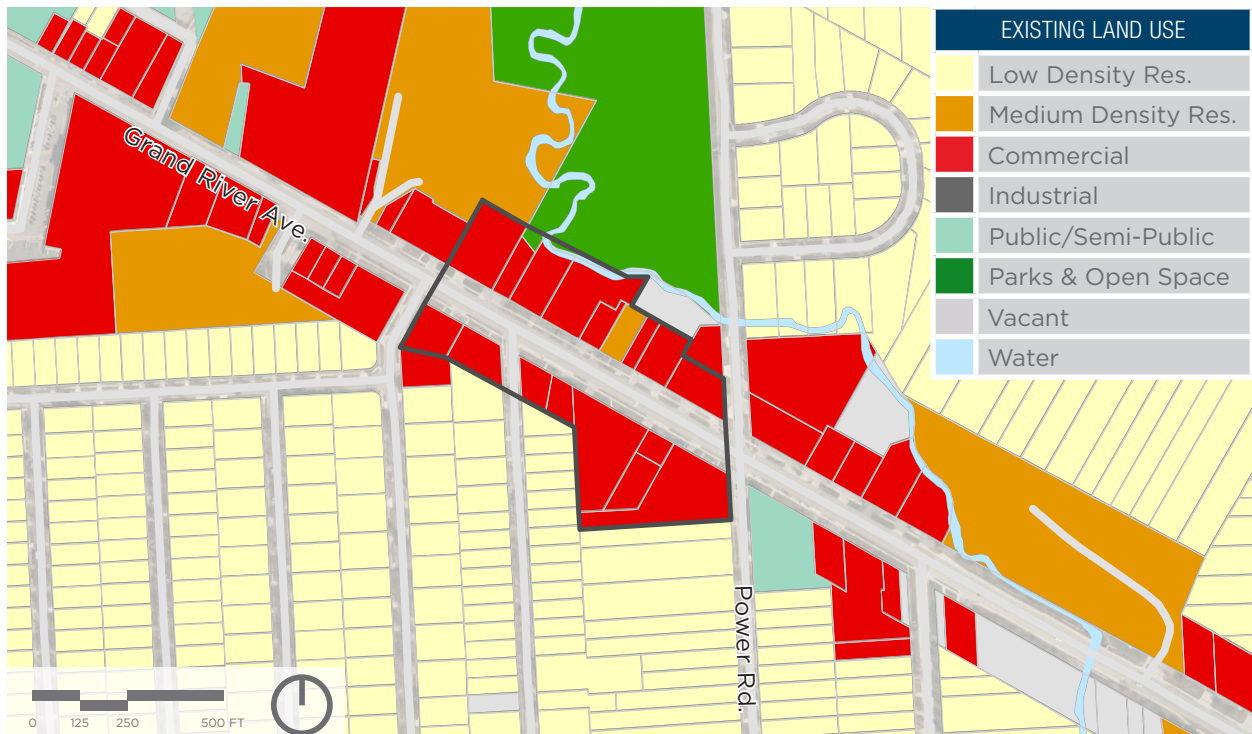 EXISTING LAND USE
Low Density Res.
Medium Density Res.
Commercial
Industrial
Public/Semi-Public
Parks & Open Space
Vacant
Water
Grand River Ave.
Power Rd.
0 125 250 500 FT